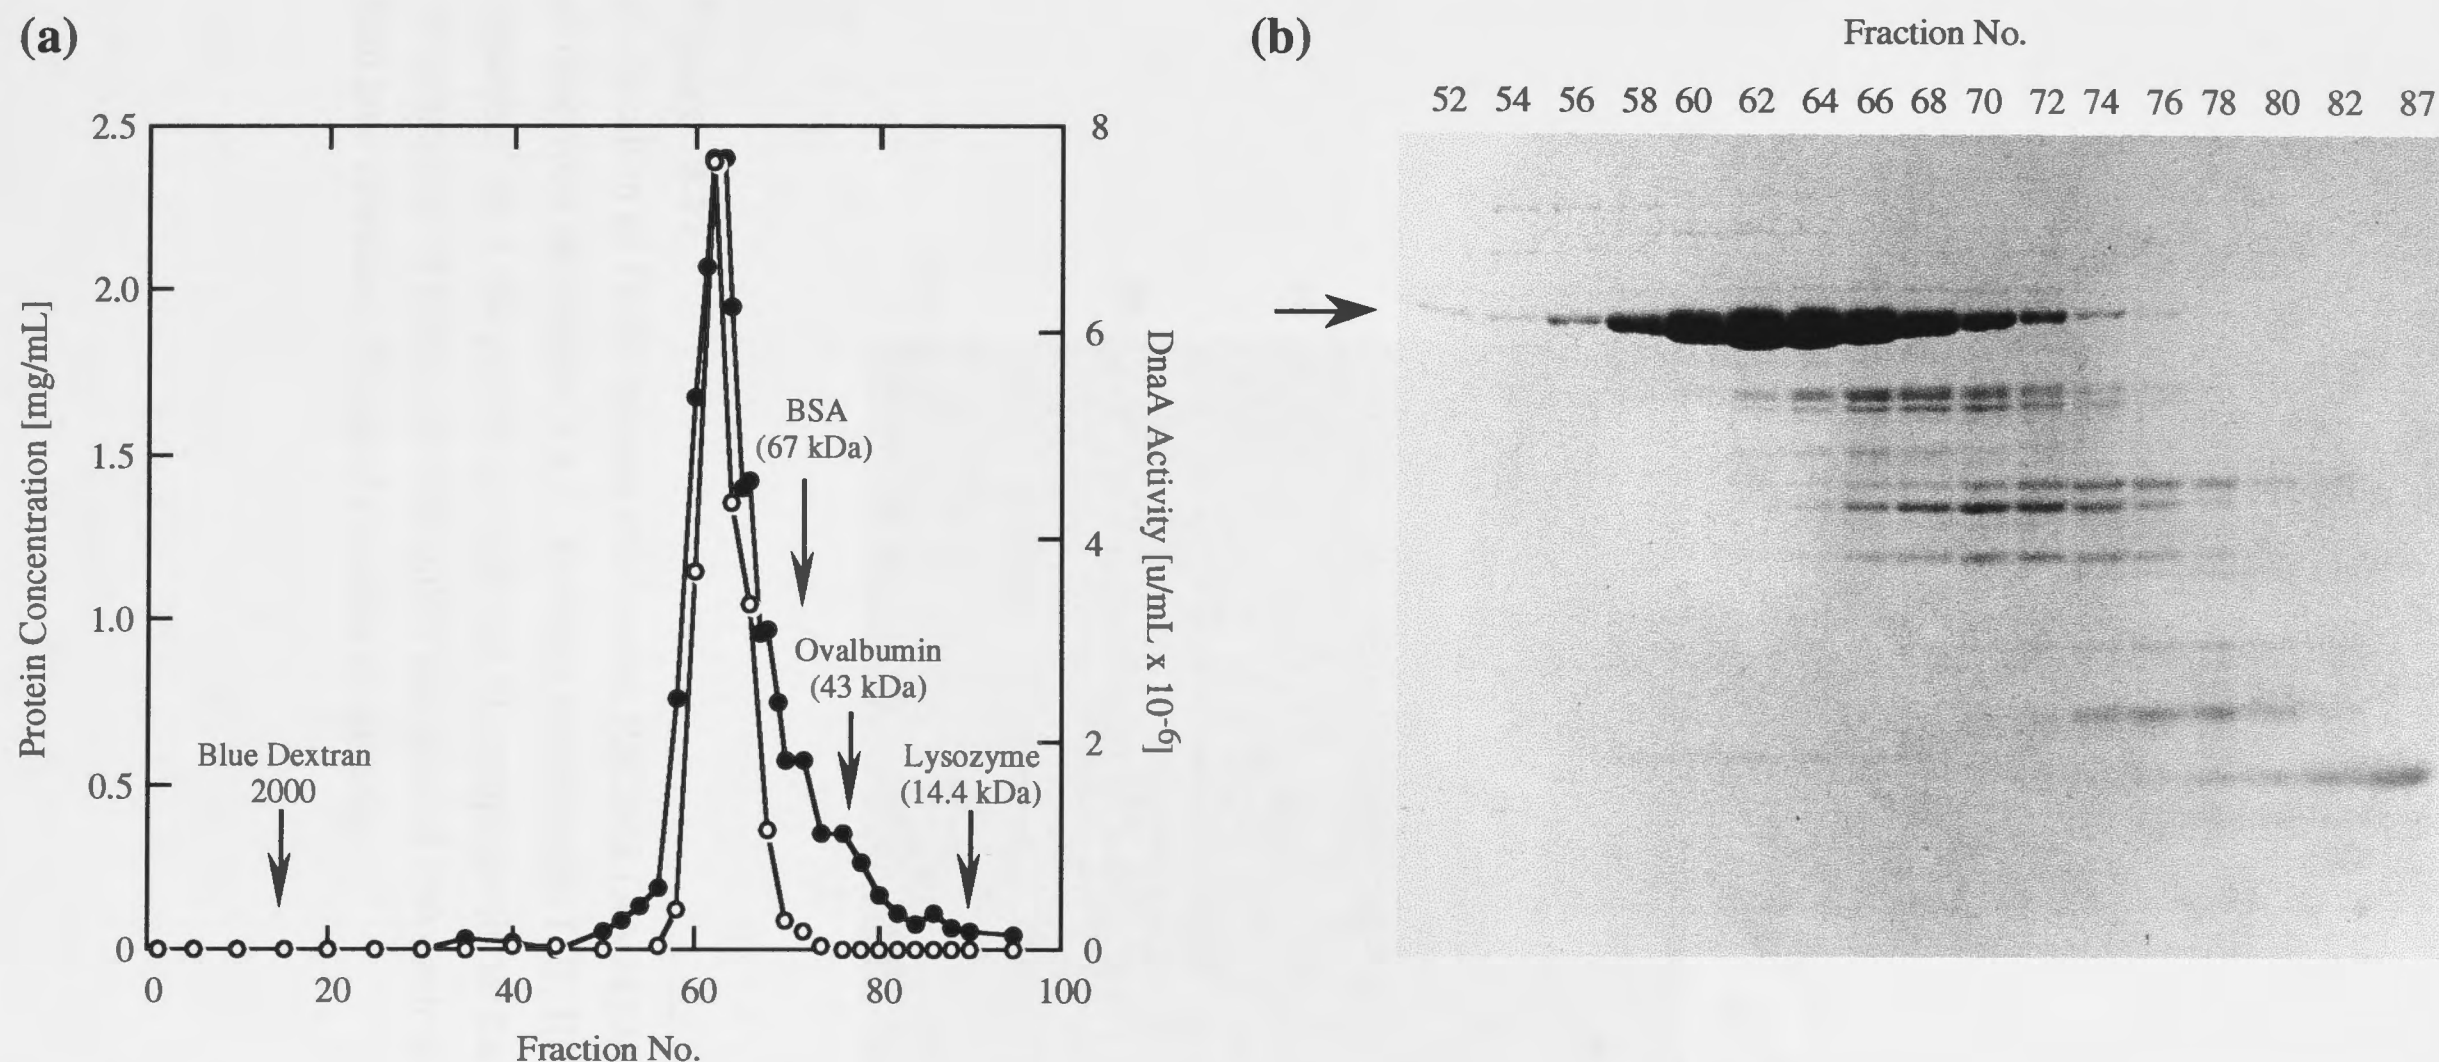 (a)
2.5
2.0
1.5
1.0
0.5
0
Protein Concentration [mg/mL]
0 20 40 60 80 100
Fraction No.
8
6
4
2
0
DnaA Activity [u/mL x 10-6]
Blue Dextran
2000
BSA
(67 kDa)
Ovalbumin
(43 kDa)
Lysozyme
(14.4 kDa)
(b)
Fraction No.
52 54 56 58 60 62 64 66 68 70 72 74 76 78 80 82 87